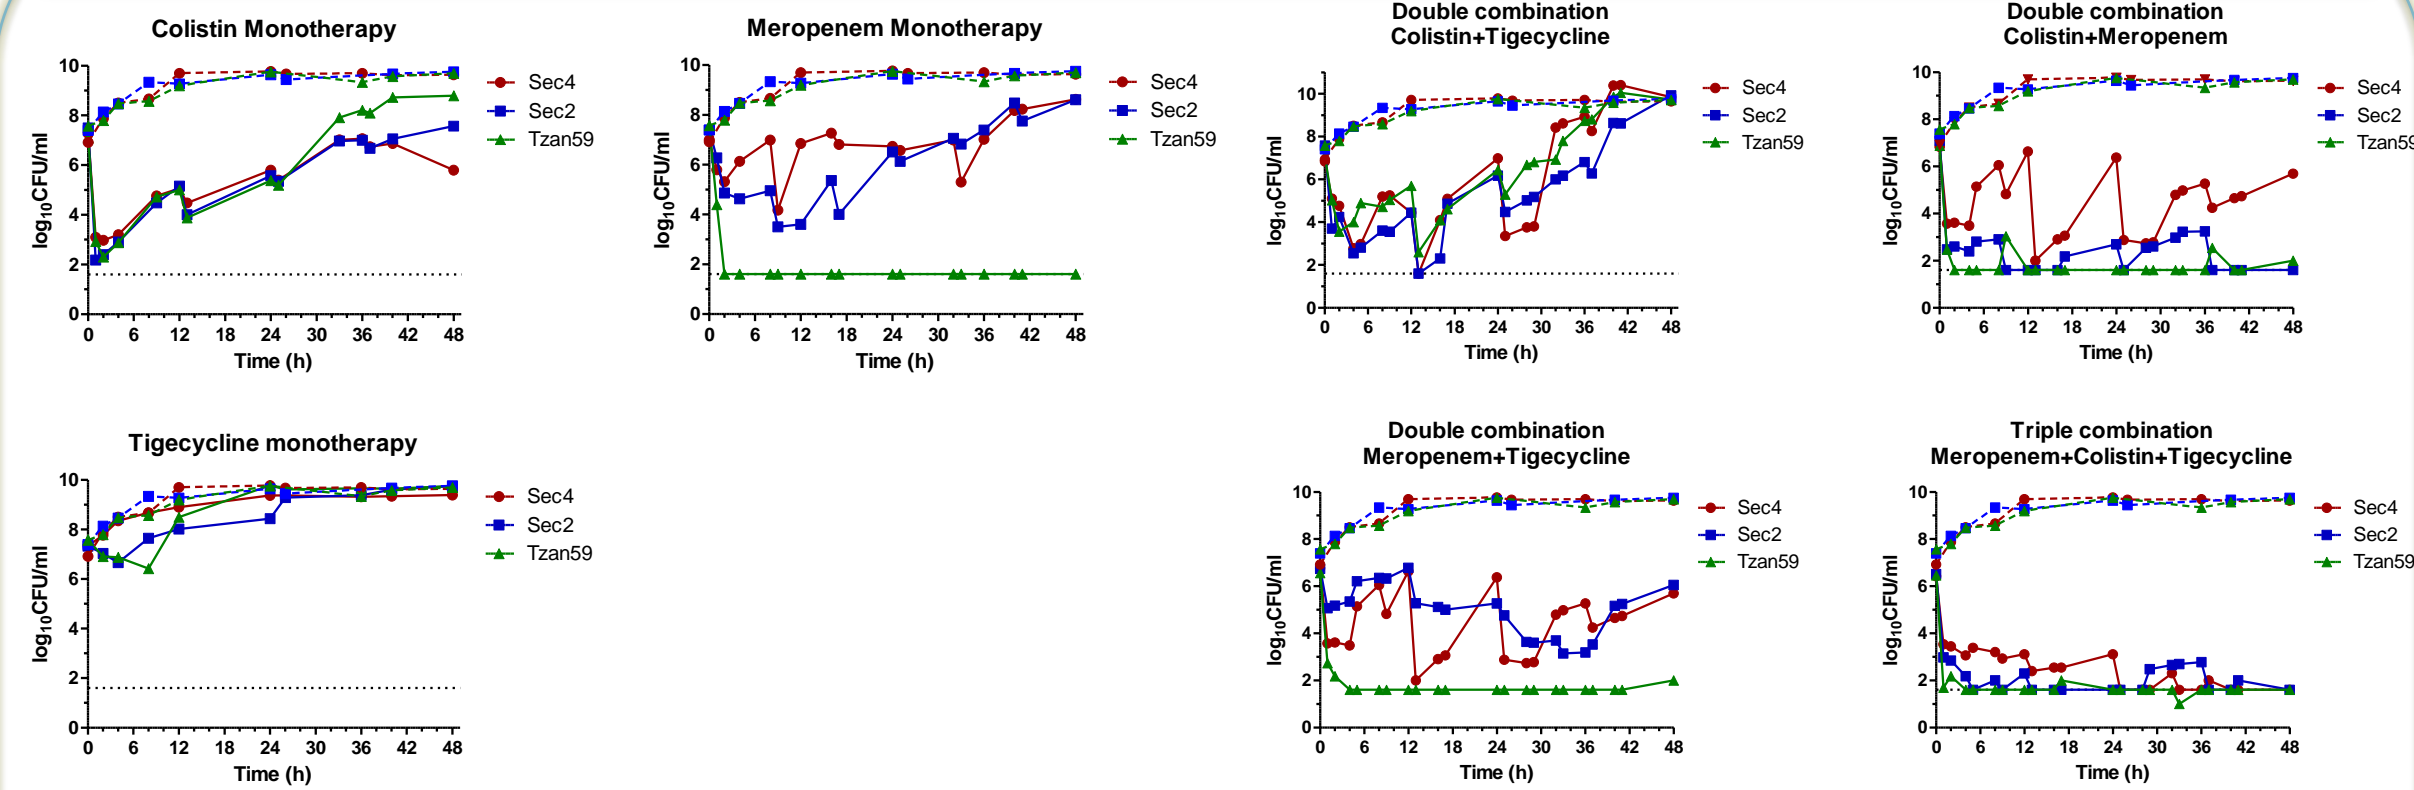 Colistin Monotherapy
log10CFU/ml
10
8
6
4
2
0
0 6 12 18 24 30 36 42 48
Time (h)
Sec4
Sec2
Tzan59
Meropenem Monotherapy
log10CFU/ml
10
8
6
4
2
0
0 6 12 18 24 30 36 42 48
Time (h)
Sec4
Sec2
Tzan59
Double combination
Colistin+Tigecycline
log10CFU/ml
10
8
6
4
2
0
0 6 12 18 24 30 36 42 48
Time (h)
Sec4
Sec2
Tzan59
Double combination
Colistin+Meropenem
log10CFU/ml
10
8
6
4
2
0
0 6 12 18 24 30 36 42 48
Time (h)
Sec4
Sec2
Tzan59
Tigecycline monotherapy
log10CFU/ml
10
8
6
4
2
0
0 6 12 18 24 30 36 42 48
Time (h)
Sec4
Sec2
Tzan59
Double combination
Meropenem+Tigecycline
log10CFU/ml
10
8
6
4
2
0
0 6 12 18 24 30 36 42 48
Time (h)
Sec4
Sec2
Tzan59
Triple combination
Meropenem+Colistin+Tigecycline
log10CFU/ml
10
8
6
4
2
0
0 6 12 18 24 30 36 42 48
Time (h)
Sec4
Sec2
Tzan59